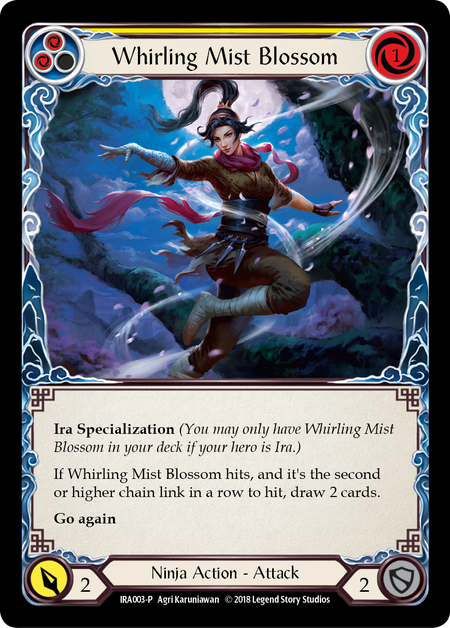 Whirling Mist Blossom
1
Ira Specialization (You may only have Whirling Mist
Blossom in your deck if your hero is Ira.)
If Whirling Mist Blossom hits, and it's the second
or higher chain link in a row to hit, draw 2 cards.
Go again
2
Ninja Action - Attack
2
IRA003-P Agri Karuniawan © 2018 Legend Story Studios